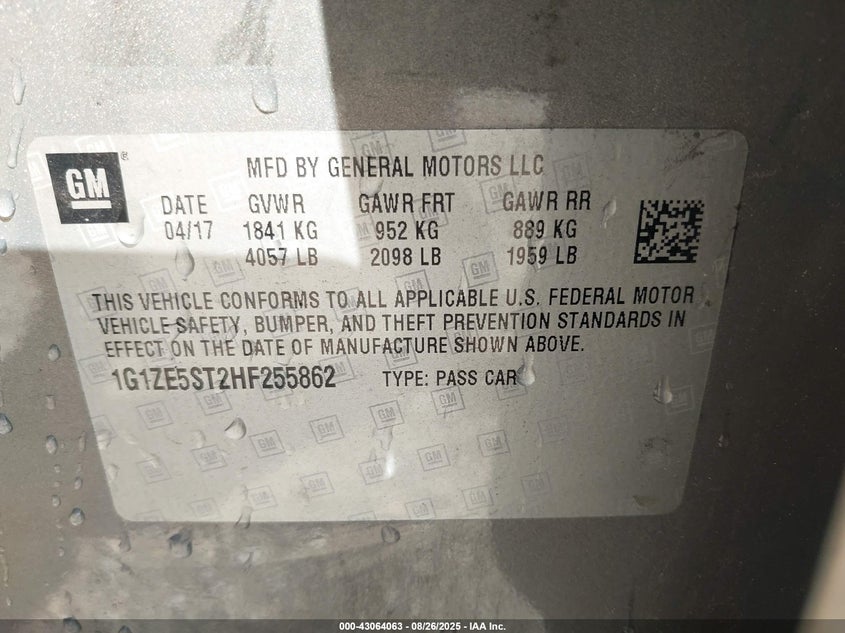 GM
®
MFD BY GENERAL MOTORS LLC
DATE GVWR GAWR FRT GAWR RR
04/17 1841 KG 952 KG 889 KG
4057 LB 2098 LB 1959 LB
THIS VEHICLE CONFORMS TO ALL APPLICABLE U.S. FEDERAL MOTOR
VEHICLE SAFETY, BUMPER, AND THEFT PREVENTION STANDARDS IN
EFFECT ON THE DATE OF MANUFACTURE SHOWN ABOVE.
1G1ZE5ST2HF255862 TYPE: PASS CAR
000-43064063 - 08/26/2025 - IAA Inc.